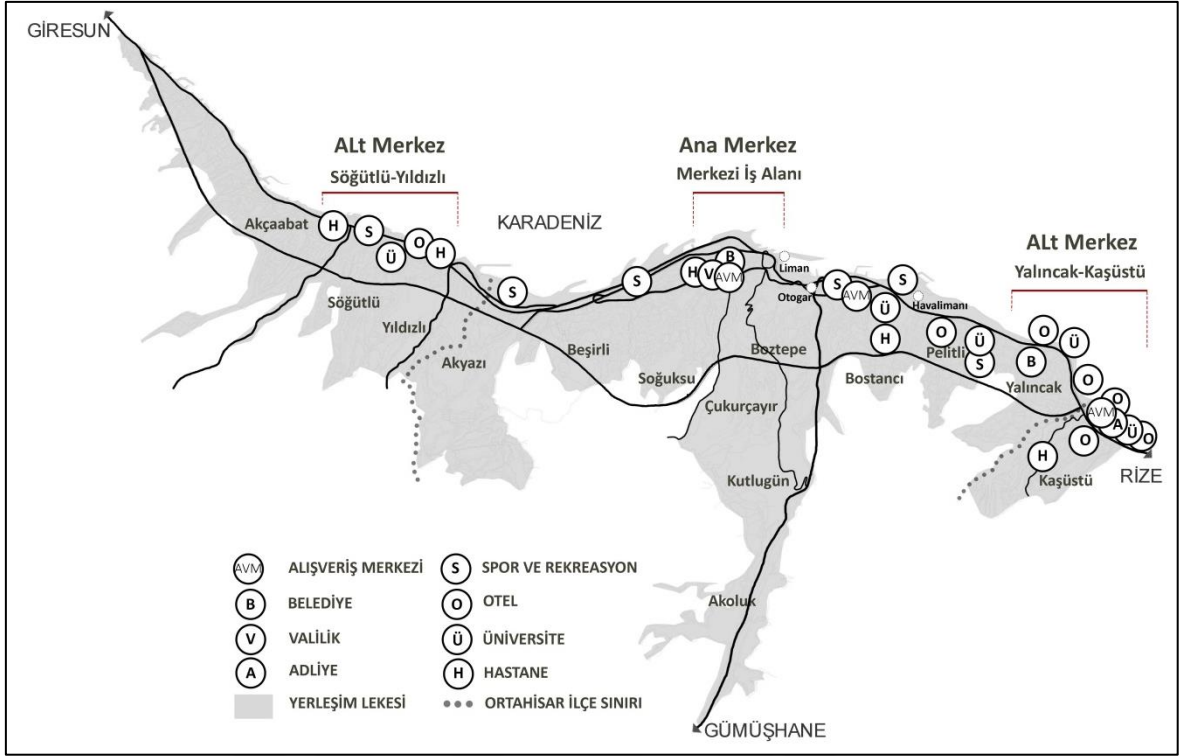 GİRESUN
ALt Merkez
Söğütlü-Yıldızlı
Ana Merkez
Merkezi İş Alanı
KARADENİZ
ALt Merkez
Yalıncak-Kaşüstü
Akçaabat
H
S
Ü
O
H
S
S
H
V
B
AVM
Liman
Otogar
S
AVM
Ü
H
S
Havalimanı
O
Ü
S
Pelitli
O
Ü
B
Yalıncak
O
O
AVM
A
Ü
O
O
H
Kaşüstü
RİZE
Söğütlü
Yıldızlı
Akyazı
Beşirli
Soğuksu
Boztepe
Bostancı
Çukurçayır
Kutlugün
Akoluk
GÜMÜŞHANE
AVM ALIŞVERİŞ MERKEZİ
B BELEDİYE
V VALİLİK
A ADLİYE
YERLEŞİM LEKESİ
S SPOR VE REKREASYON
O OTEL
Ü ÜNİVERSİTE
H HASTANE
ORTAHİSAR İLÇE SINIRI